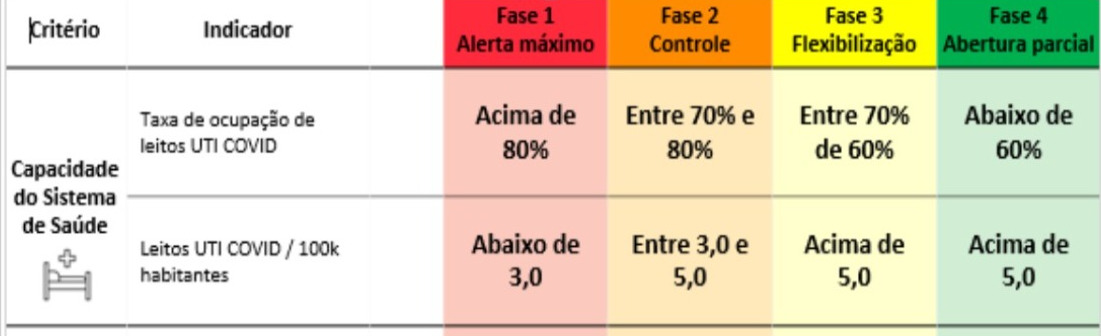 Critério
Indicador
Fase 1
Alerta máximo
Fase 2
Controle
Fase 3
Flexibilização
Fase 4
Abertura parcial
Capacidade
do Sistema
de Saúde
Taxa de ocupação de
leitos UTI COVID
Acima de
80%
Entre 70% e
80%
Entre 70%
de 60%
Abaixo de
60%
Leitos UTI COVID / 100k
habitantes
Abaixo de
3,0
Entre 3,0 e
5,0
Acima de
5,0
Acima de
5,0